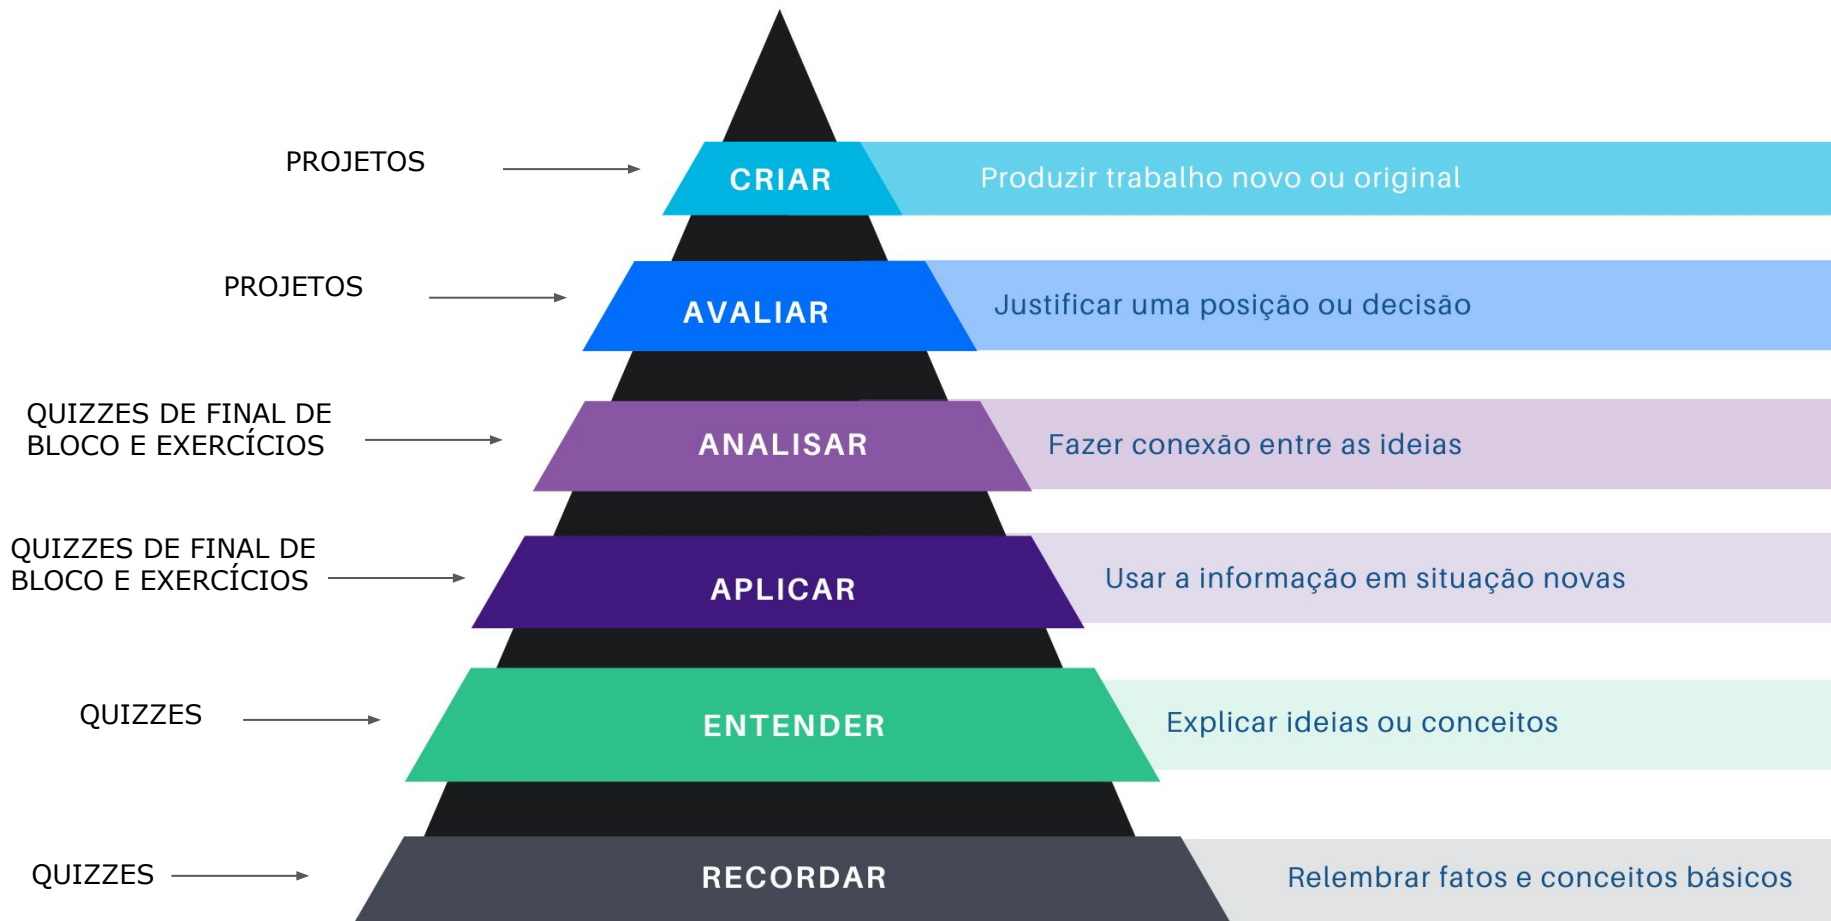 PROJETOS
CRIAR
Produzir trabalho novo ou original
PROJETOS
AVALIAR
Justificar uma posição ou decisão
QUIZZES DE FINAL DE
BLOCO E EXERCÍCIOS
ANALISAR
Fazer conexão entre as ideias
QUIZZES DE FINAL DE
BLOCO E EXERCÍCIOS
APLICAR
Usar a informação em situação novas
QUIZZES
ENTENDER
Explicar ideias ou conceitos
QUIZZES
RECORDAR
Relembrar fatos e conceitos básicos